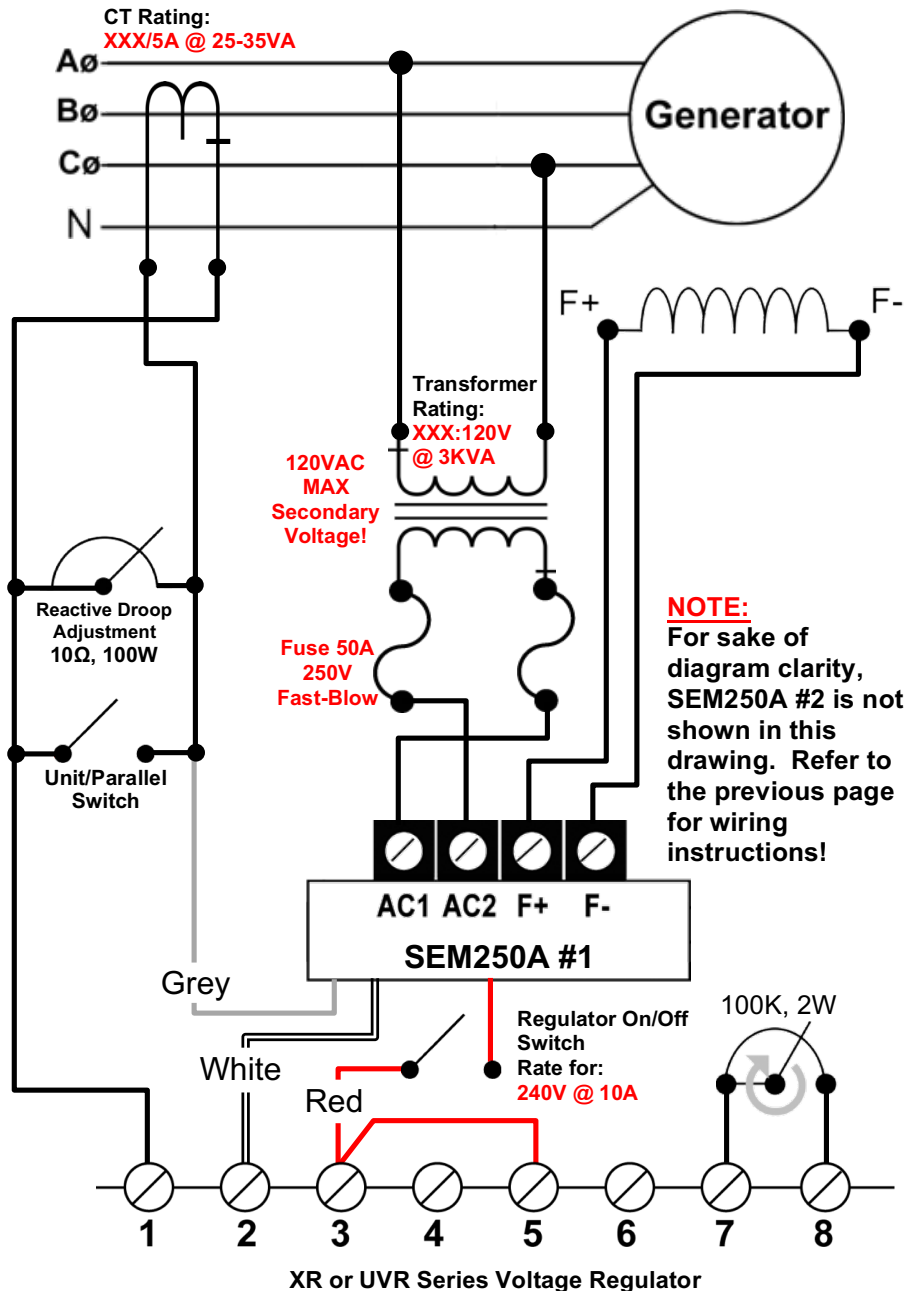 CT Rating:
XXX/5A @ 25-35VA
Aø
Bø
Cø
N
Generator
F+
F-
Transformer
Rating:
XXX:120V
@ 3KVA
120VAC
MAX
Secondary
Voltage!
Reactive Droop
Adjustment
10Ω, 100W
Fuse 50A
250V
Fast-Blow
NOTE:
For sake of
diagram clarity,
SEM250A #2 is not
shown in this
drawing. Refer to
the previous page
for wiring
instructions!
Unit/Parallel
Switch
AC1 AC2 F+ F-
SEM250A #1
Grey
White
Red
Regulator On/Off
Switch
Rate for:
240V @ 10A
100K, 2W
1 2 3 4 5 6 7 8
XR or UVR Series Voltage Regulator